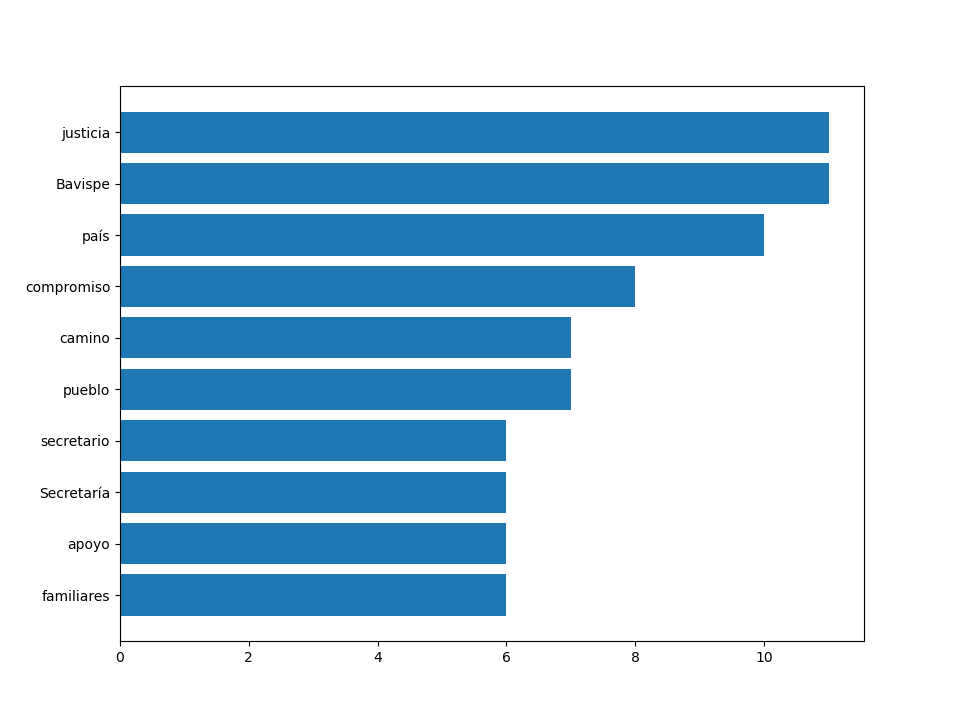 justicia
Bavispe
país
compromiso
camino
pueblo
secretario
Secretaría
apoyo
familiares
0 2 4 6 8 10